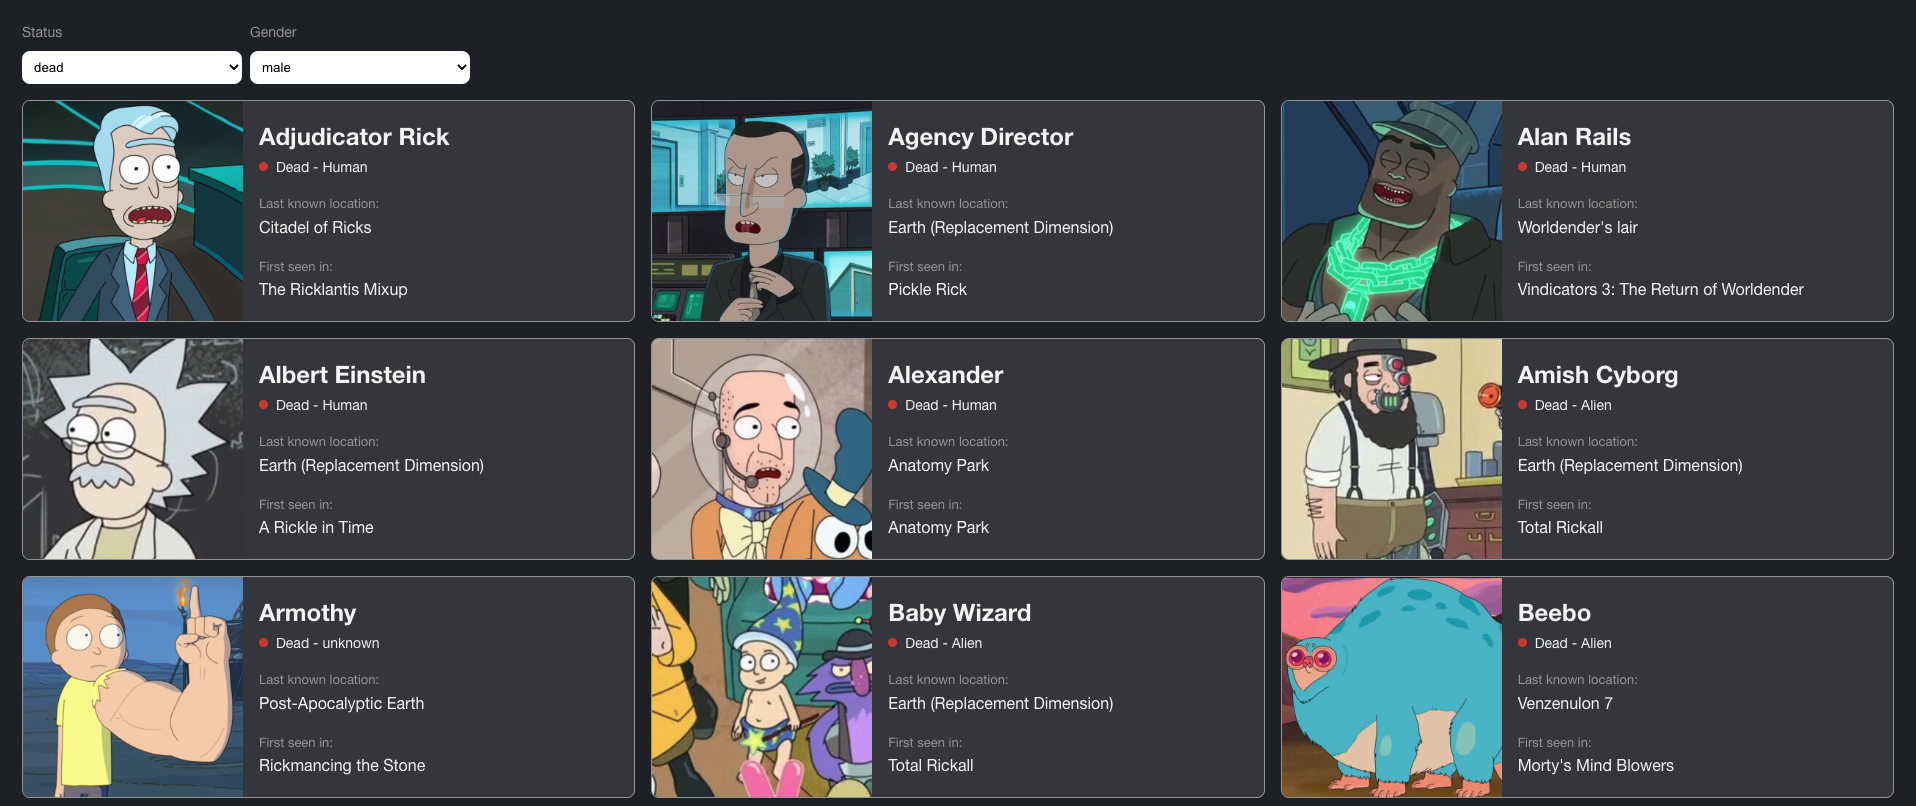 Status
Gender
dead
male
Adjudicator Rick
Dead - Human
Last known location:
Citadel of Ricks
First seen in:
The Ricklantis Mixup
Agency Director
Dead - Human
Last known location:
Earth (Replacement Dimension)
First seen in:
Pickle Rick
Alan Rails
Dead - Human
Last known location:
Worldender's lair
First seen in:
Vindicators 3: The Return of Worldender
Albert Einstein
Dead - Human
Last known location:
Earth (Replacement Dimension)
First seen in:
A Rickle in Time
Alexander
Dead - Human
Last known location:
Anatomy Park
First seen in:
Anatomy Park
Amish Cyborg
Dead - Alien
Last known location:
Earth (Replacement Dimension)
First seen in:
Total Rickall
Armothy
Dead - unknown
Last known location:
Post-Apocalyptic Earth
First seen in:
Rickmancing the Stone
Baby Wizard
Dead - Alien
Last known location:
Earth (Replacement Dimension)
First seen in:
Total Rickall
Beebo
Dead - Alien
Last known location:
Venzenulon 7
First seen in:
Morty's Mind Blowers